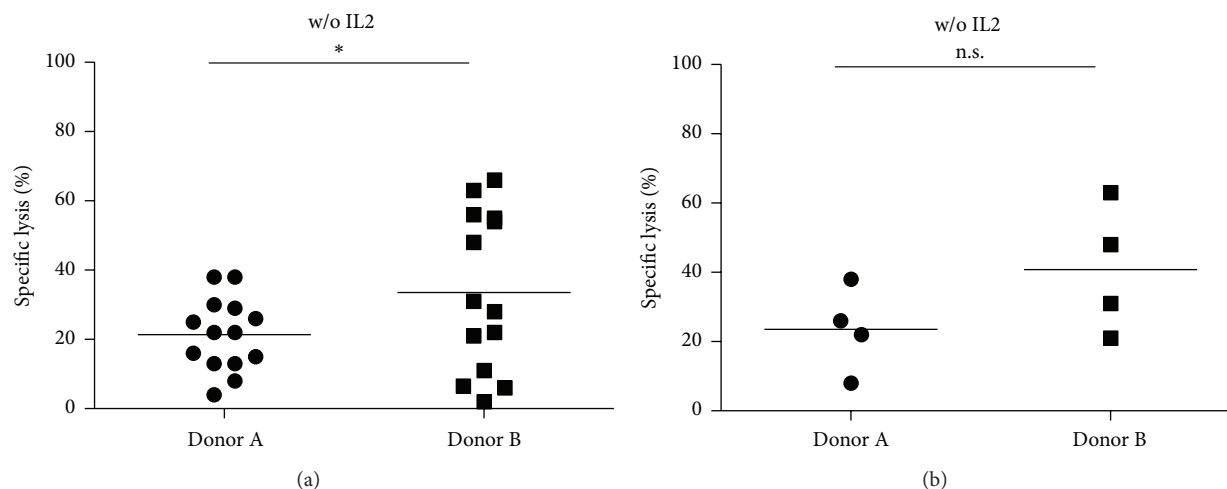 w/o IL2
*
100
80
60
40
20
0
Specific lysis (%)
Donor A Donor B
(a)
w/o IL2
n.s.
100
80
60
40
20
0
Specific lysis (%)
Donor A Donor B
(b)